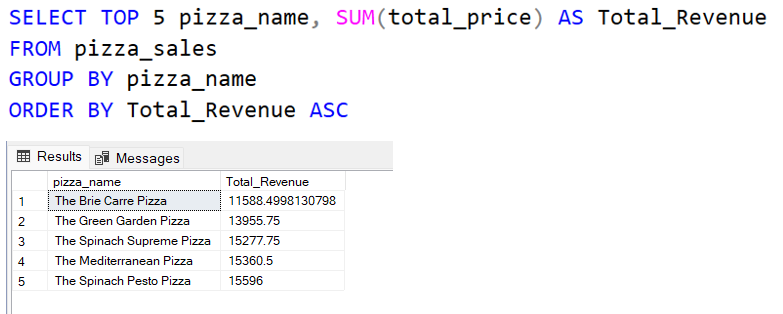 SELECT TOP 5 pizza_name, SUM(total_price) AS Total_Revenue
FROM pizza_sales
GROUP BY pizza_name
ORDER BY Total_Revenue ASC
Results Messages
pizza_name Total_Revenue
1 The Brie Carre Pizza 11588.4998130798
2 The Green Garden Pizza 13955.75
3 The Spinach Supreme Pizza 15277.75
4 The Mediterranean Pizza 15360.5
5 The Spinach Pesto Pizza 15596